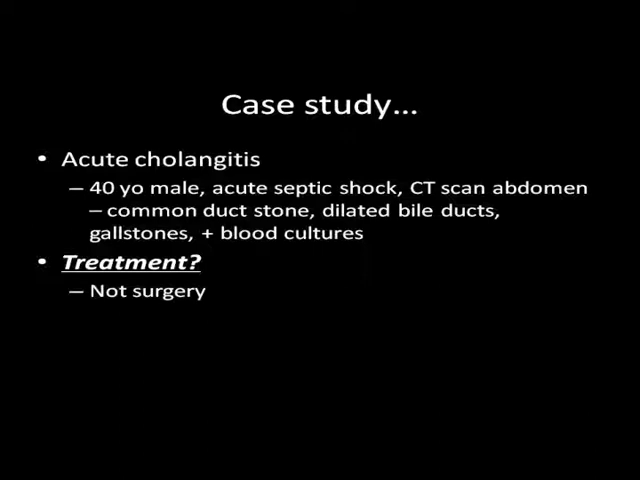 Case study...
• Acute cholangitis
– 40 yo male, acute septic shock, CT scan abdomen
– common duct stone, dilated bile ducts,
gallstones, + blood cultures
• Treatment?
– Not surgery